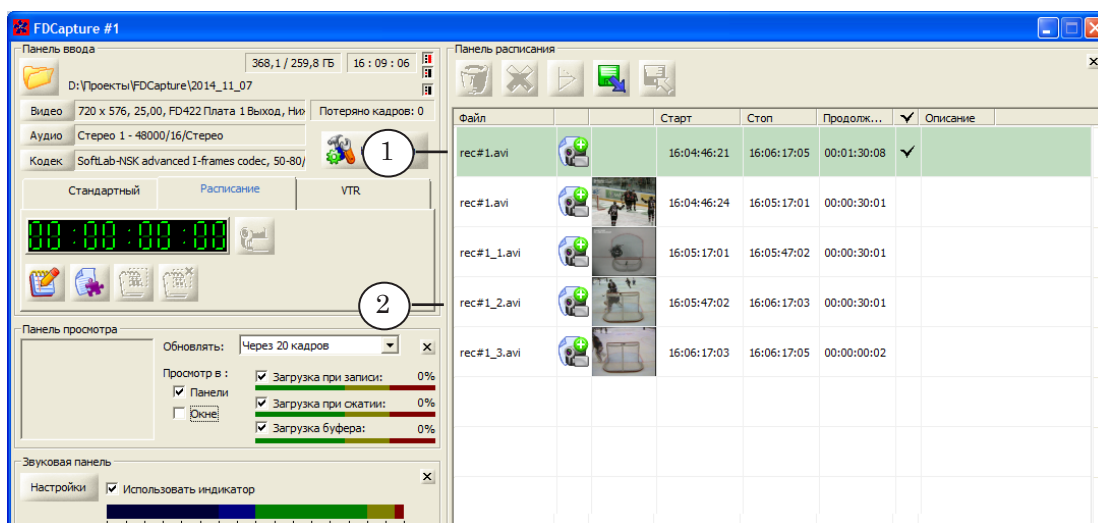 FDCapture #1
Панель ввода
368,1 / 259,8 ГБ
16 : 09 : 06
D:\Проекты\FDCapture\2014_11_07
Видео
720 x 576, 25,00, FD422 Плата 1 Выход, Них
Потеряно кадров: 0
Аудио
Стерео 1 - 48000/16/Стерео
Кодек
SoftLab-NSK advanced I-frames codec, 50-80/
Стандартный
Расписание
VTR
00 : 00 : 00 : 00
Панель просмотра
Обновлять:
Через 20 кадров
Просмотр в :
Панели
Окне
Загрузка при записи:
0%
Загрузка при сжатии:
0%
Загрузка буфера:
0%
Звуковая панель
Настройки
Использовать индикатор
Панель расписания
Файл
Старт
Стоп
Продолж...
Описание
1
rec#1.avi
16:04:46:21
16:06:17:05
00:01:30:08
rec#1.avi
16:04:46:24
16:05:17:01
00:00:30:01
rec#1_1.avi
16:05:17:01
16:05:47:02
00:00:30:01
2
rec#1_2.avi
16:05:47:02
16:06:17:03
00:00:30:01
rec#1_3.avi
16:06:17:03
16:06:17:05
00:00:00:02